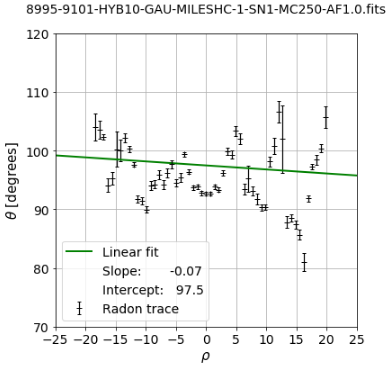 8995-9101-HYB10-GAU-MILESHC-1-SN1-MC250-AF1.0.fits
120
110
100
90
80
70
θ [degrees]
Linear fit
Slope: -0.07
Intercept: 97.5
Radon trace
-25 -20 -15 -10 -5 0 5 10 15 20 25
ρ